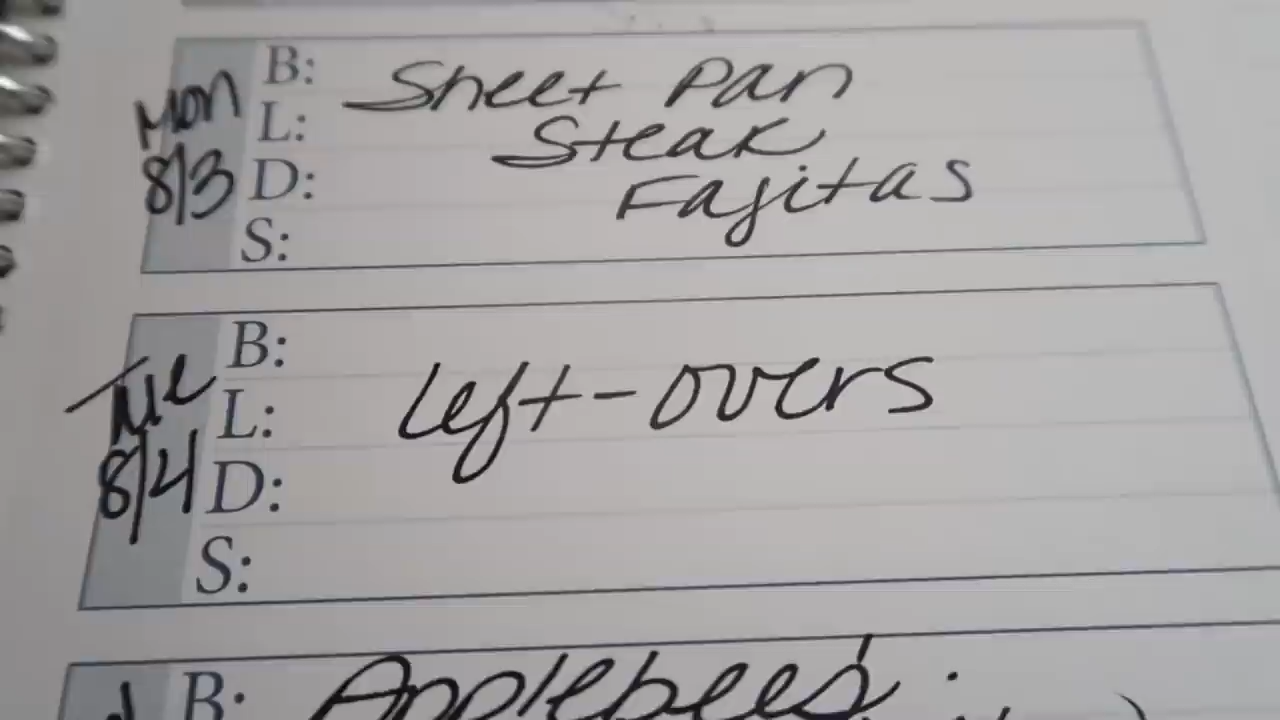 B: Sheet Pan
Mon L: Steak
8/3 D: Fajitas
S:
B:
Tue L: Left-overs
8/4 D:
S:
B: Applebee's